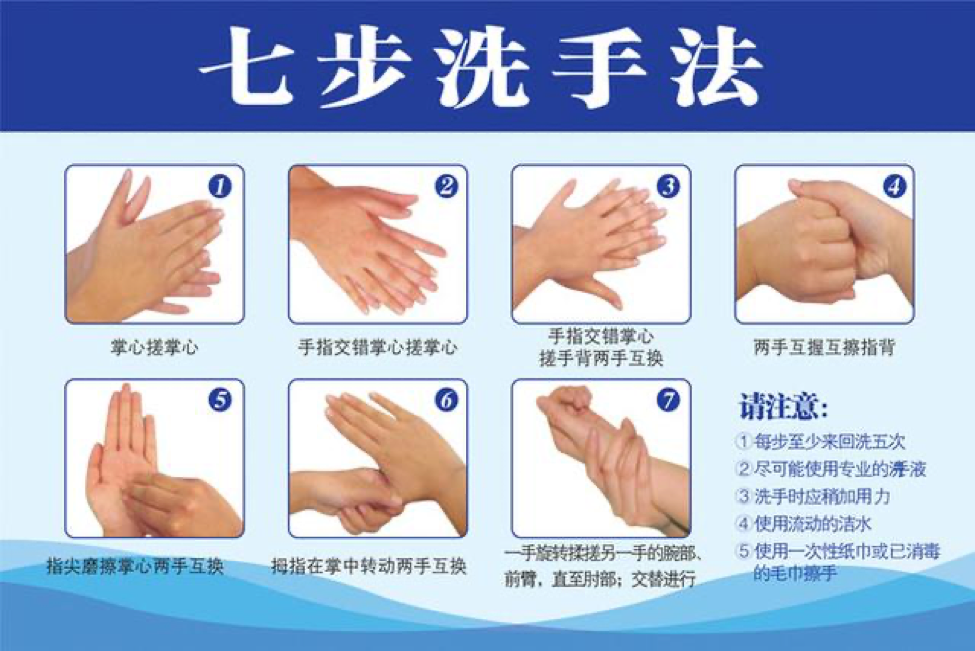 七步洗手法
1
掌心搓掌心
2
手指交错掌心搓掌心
3
手指交错掌心
搓手背两手互换
4
两手互握互擦指背
5
指尖磨擦掌心两手互换
6
拇指在掌中转动两手互换
7
一手旋转揉搓另一手的腕部、
前臂，直至肘部；交替进行
请注意：
①每步至少来回洗五次
②尽可能使用专业的洗手液
③洗手时应稍加用力
④使用流动的洁水
⑤使用一次性纸巾或已消毒
的毛巾擦手